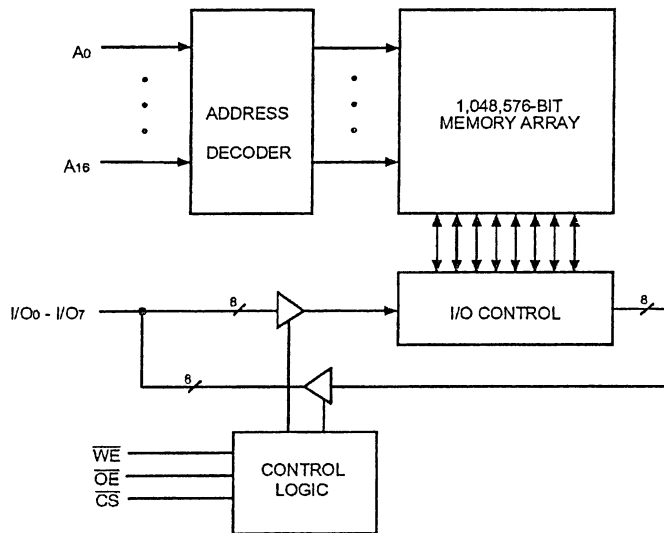 A0
A16
ADDRESS
DECODER
1,048,576-BIT
MEMORY ARRAY
I/O0 - I/O7
8
I/O CONTROL
8
8
WE
OE
CS
CONTROL
LOGIC